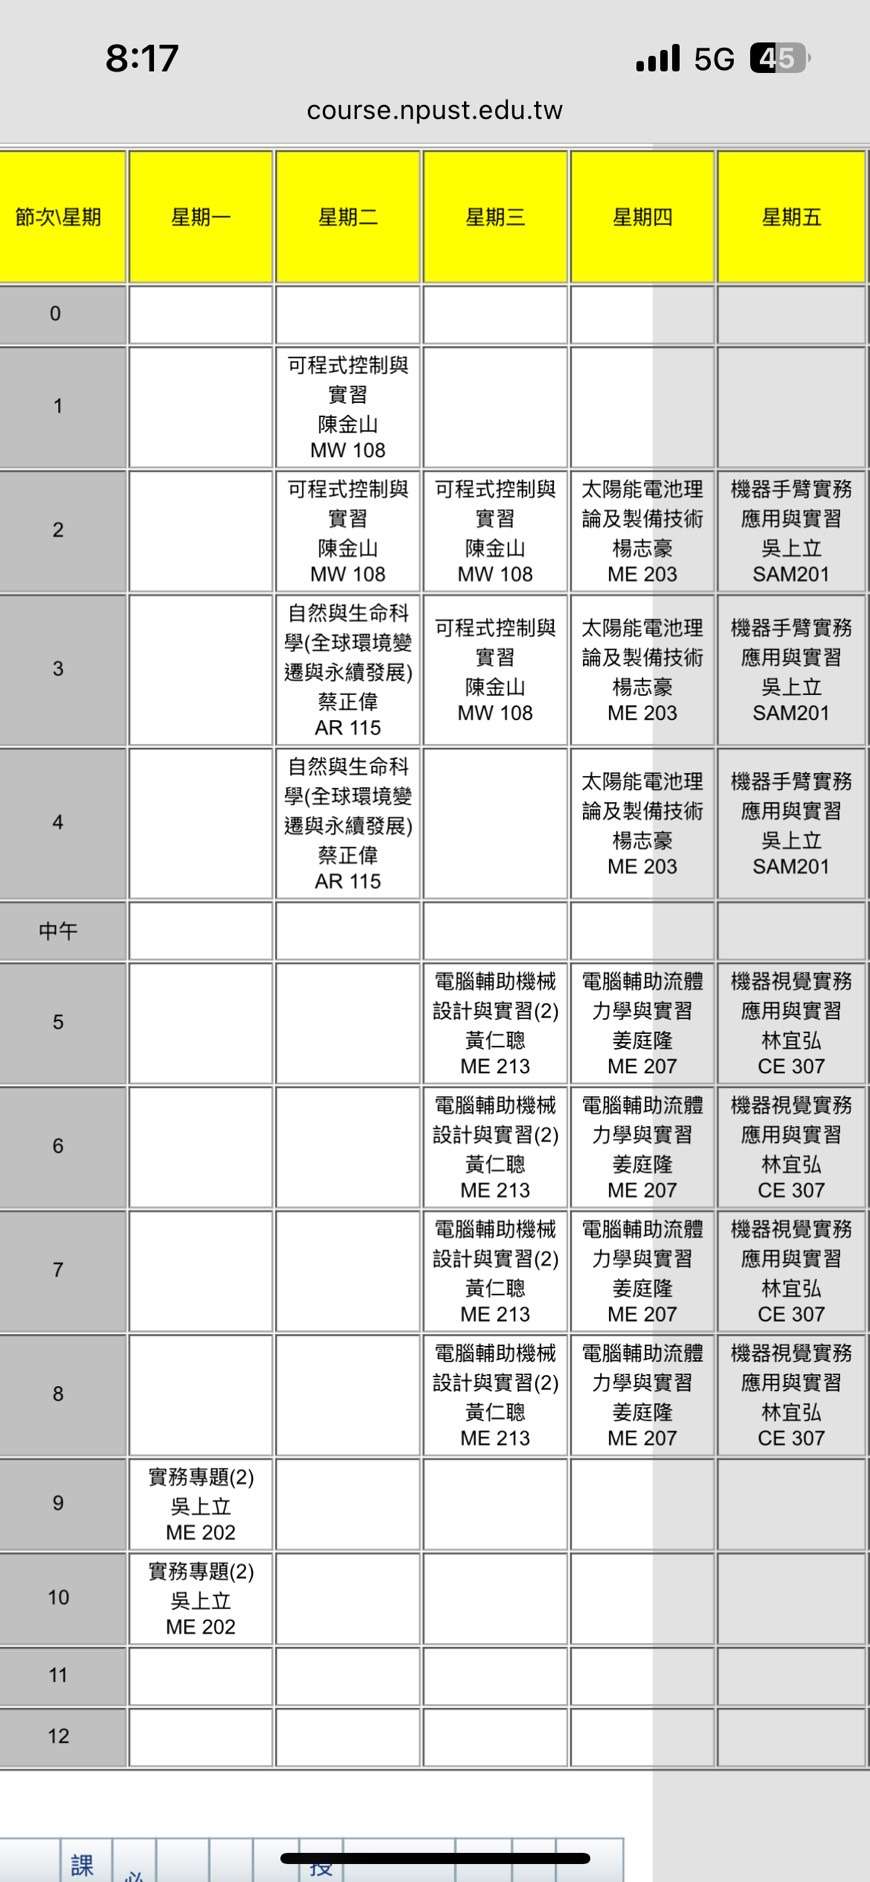 8:17
5G
45
course.npust.edu.tw
節次\星期
星期一
星期二
星期三
星期四
星期五
0
1
可程式控制與
實習
陳金山
MW 108
2
可程式控制與
實習
陳金山
MW 108
可程式控制與
實習
陳金山
MW 108
太陽能電池理
論及製備技術
楊志豪
ME 203
機器手臂實務
應用與實習
吳上立
SAM201
3
自然與生命科
學(全球環境變
遷與永續發展)
蔡正偉
AR 115
可程式控制與
實習
陳金山
MW 108
太陽能電池理
論及製備技術
楊志豪
ME 203
機器手臂實務
應用與實習
吳上立
SAM201
4
自然與生命科
學(全球環境變
遷與永續發展)
蔡正偉
AR 115
太陽能電池理
論及製備技術
楊志豪
ME 203
機器手臂實務
應用與實習
吳上立
SAM201
中午
5
電腦輔助機械
設計與實習(2)
黃仁聰
ME 213
電腦輔助流體
力學與實習
姜庭隆
ME 207
機器視覺實務
應用與實習
林宜弘
CE 307
6
電腦輔助機械
設計與實習(2)
黃仁聰
ME 213
電腦輔助流體
力學與實習
姜庭隆
ME 207
機器視覺實務
應用與實習
林宜弘
CE 307
7
電腦輔助機械
設計與實習(2)
黃仁聰
ME 213
電腦輔助流體
力學與實習
姜庭隆
ME 207
機器視覺實務
應用與實習
林宜弘
CE 307
8
電腦輔助機械
設計與實習(2)
黃仁聰
ME 213
電腦輔助流體
力學與實習
姜庭隆
ME 207
機器視覺實務
應用與實習
林宜弘
CE 307
9
實務專題(2)
吳上立
ME 202
10
實務專題(2)
吳上立
ME 202
11
12
課